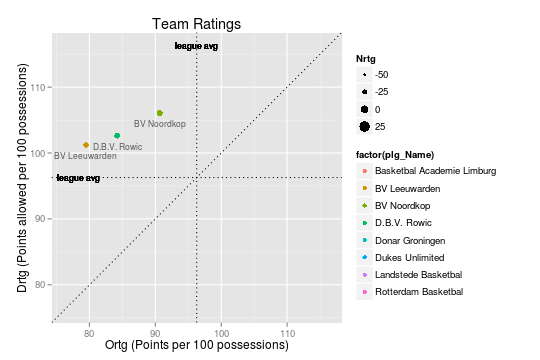 Team Ratings
league avg
BV Noordkop
D.B.V. Rowic
BV Leeuwarden
league avg
110
100
90
80
80
90
100
110
Drtg (Points allowed per 100 possessions)
Ortg (Points per 100 possessions)
Nrtg
-50
-25
0
25
factor(plg_Name)
Basketbal Academie Limburg
BV Leeuwarden
BV Noordkop
D.B.V. Rowic
Donar Groningen
Dukes Unlimited
Landstede Basketbal
Rotterdam Basketbal